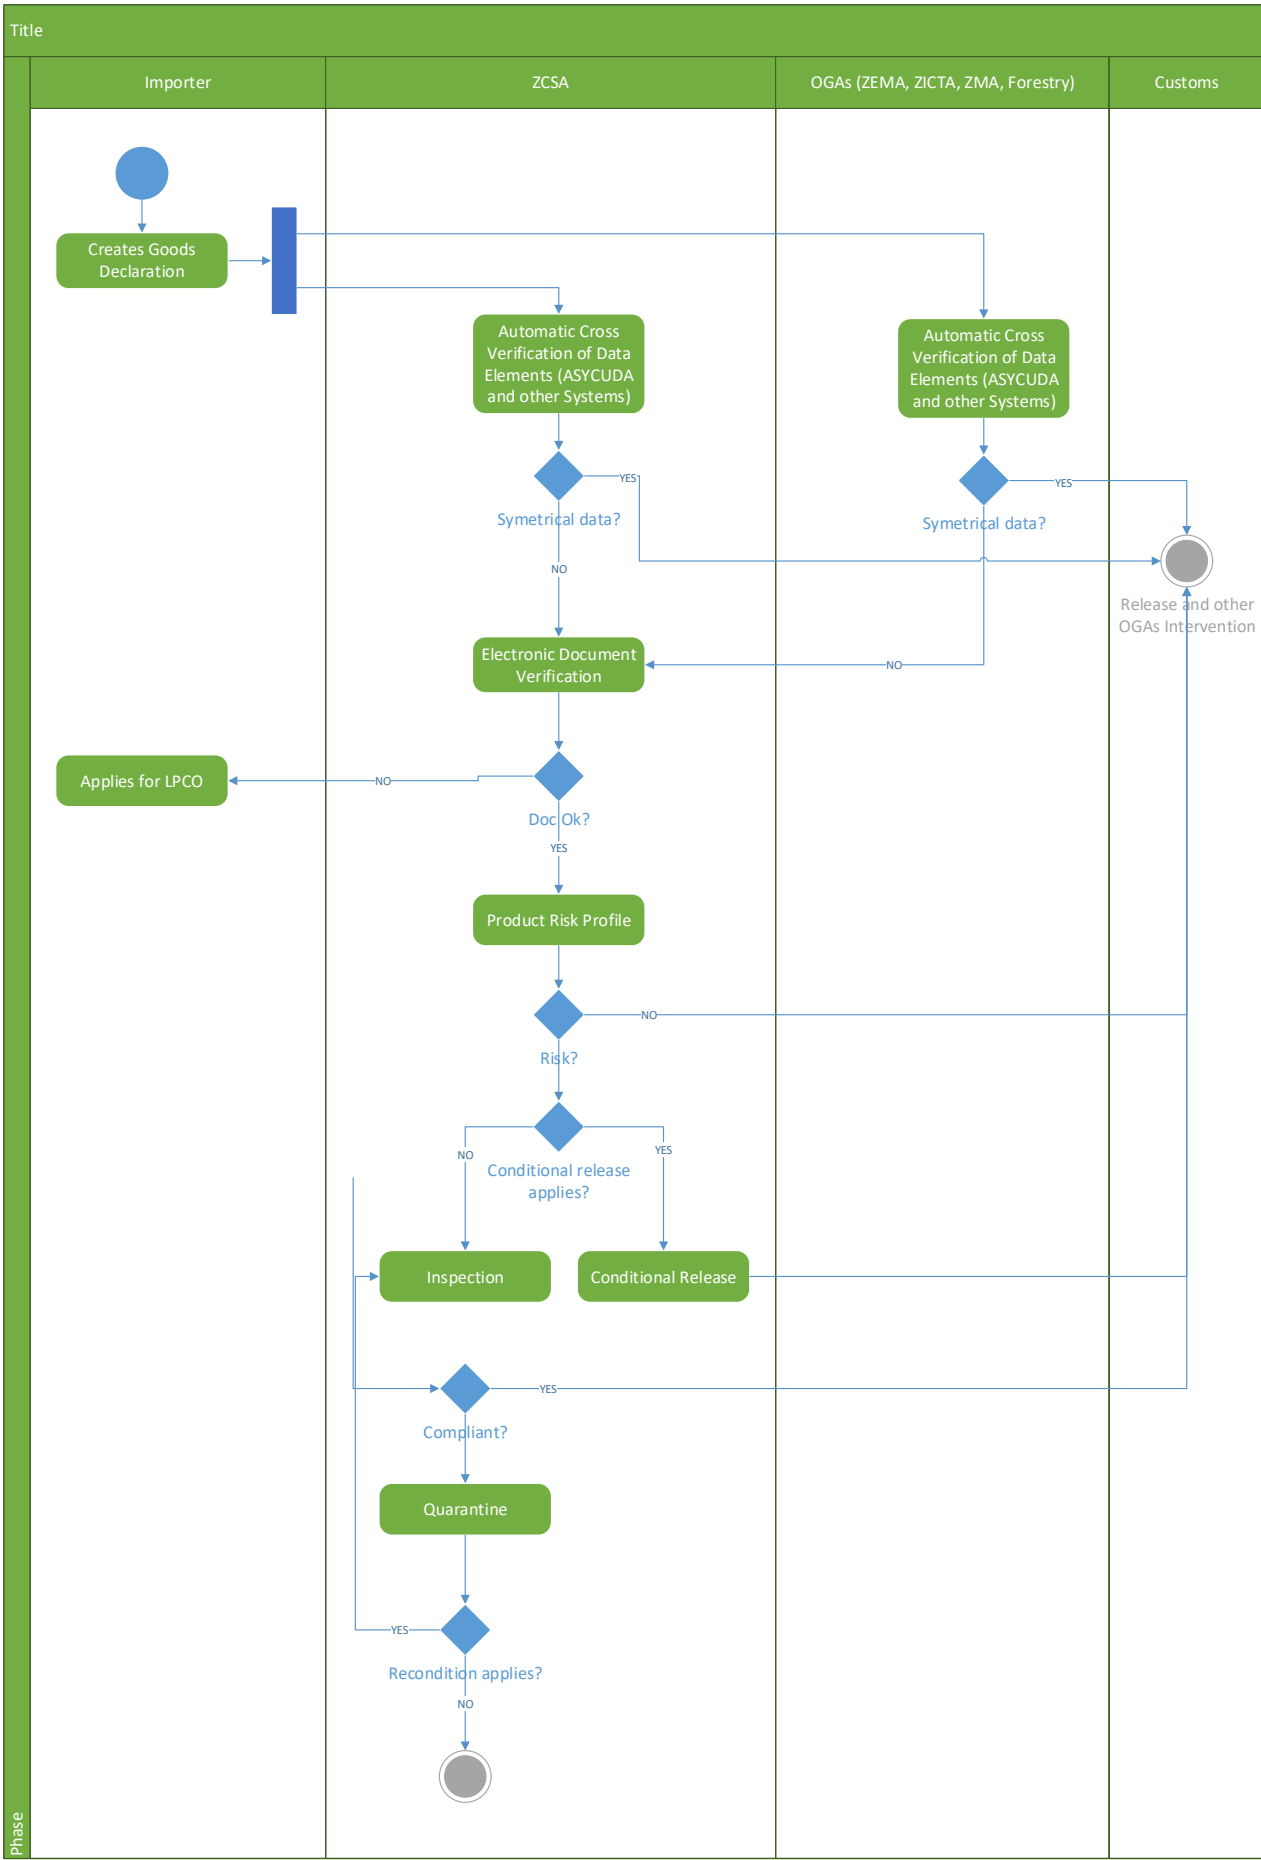 Title
Importer
ZCSA
OGAs (ZEMA, ZICTA, ZMA, Forestry)
Customs
Creates Goods
Declaration
Automatic Cross
Verification of Data
Elements (ASYCUDA
and other Systems)
Automatic Cross
Verification of Data
Elements (ASYCUDA
and other Systems)
YES
YES
Symetrical data?
Symetrical data?
NO
Release and other
OGAs Intervention
Electronic Document
Verification
NO
Applies for LPCO
NO
Doc Ok?
YES
Product Risk Profile
NO
Risk?
NO
YES
Conditional release
applies?
Inspection
Conditional Release
YES
Compliant?
Quarantine
YES
Recondition applies?
NO
Phase